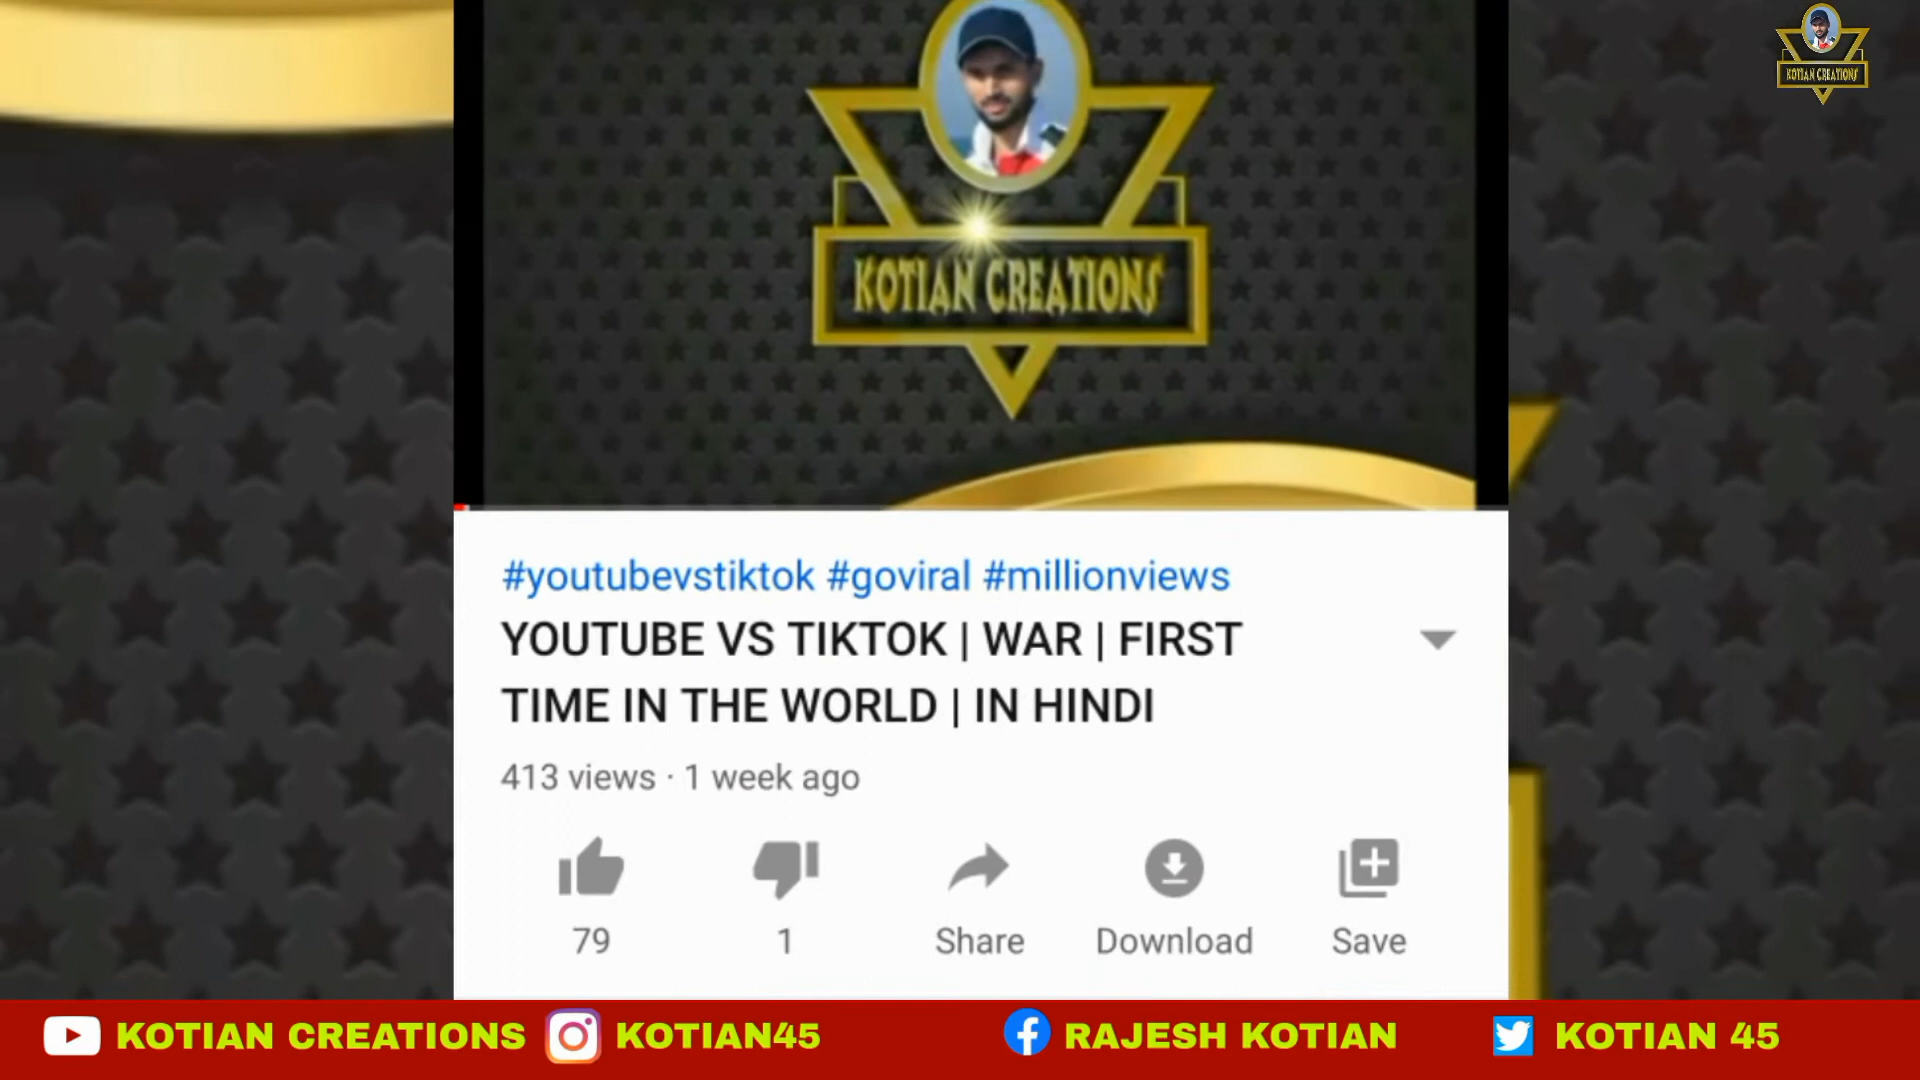 KOTIAN CREATIONS
KOTIAN CREATIONS
#youtubevstiktok #goviral #millionviews
YOUTUBE VS TIKTOK | WAR | FIRST
TIME IN THE WORLD | IN HINDI
413 views · 1 week ago
79 1 Share Download Save
KOTIAN CREATIONS KOTIAN45 RAJESH KOTIAN KOTIAN 45